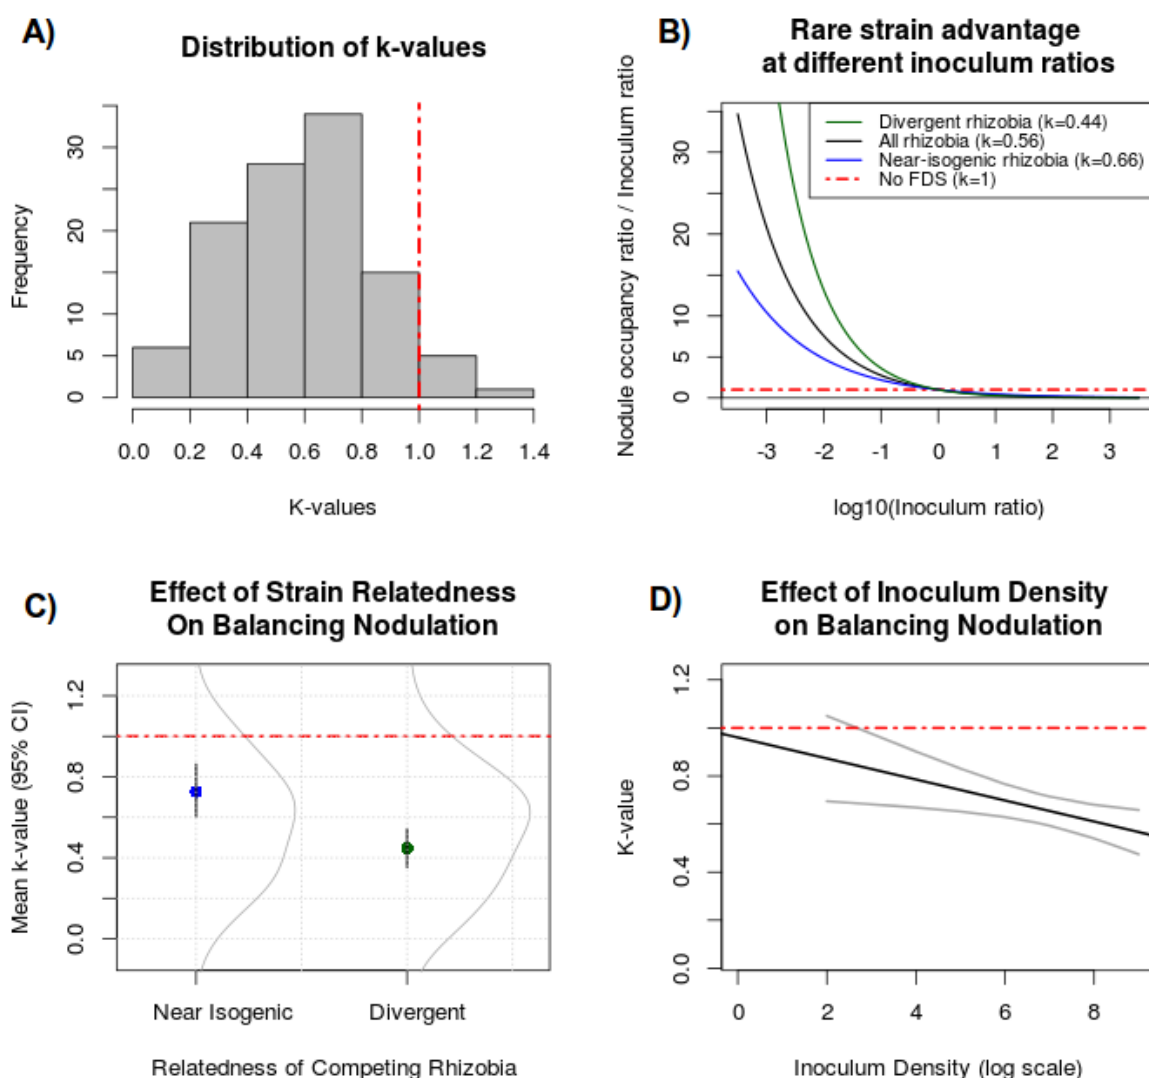 A)
Distribution of k-values
Frequency
30
20
10
5
0
0.0 0.2 0.4 0.6 0.8 1.0 1.2 1.4
K-values
B)
Rare strain advantage
at different inoculum ratios
Nodule occupancy ratio / Inoculum ratio
30
20
10
5
0
Divergent rhizobia (k=0.44)
All rhizobia (k=0.56)
Near-isogenic rhizobia (k=0.66)
No FDS (k=1)
-3 -2 -1 0 1 2 3
log10(Inoculum ratio)
C)
Effect of Strain Relatedness
On Balancing Nodulation
Mean k-value (95% CI)
1.2
0.8
0.4
0.0
Near Isogenic Divergent
Relatedness of Competing Rhizobia
D)
Effect of Inoculum Density
on Balancing Nodulation
K-value
1.2
0.8
0.4
0.0
0 2 4 6 8
Inoculum Density (log scale)